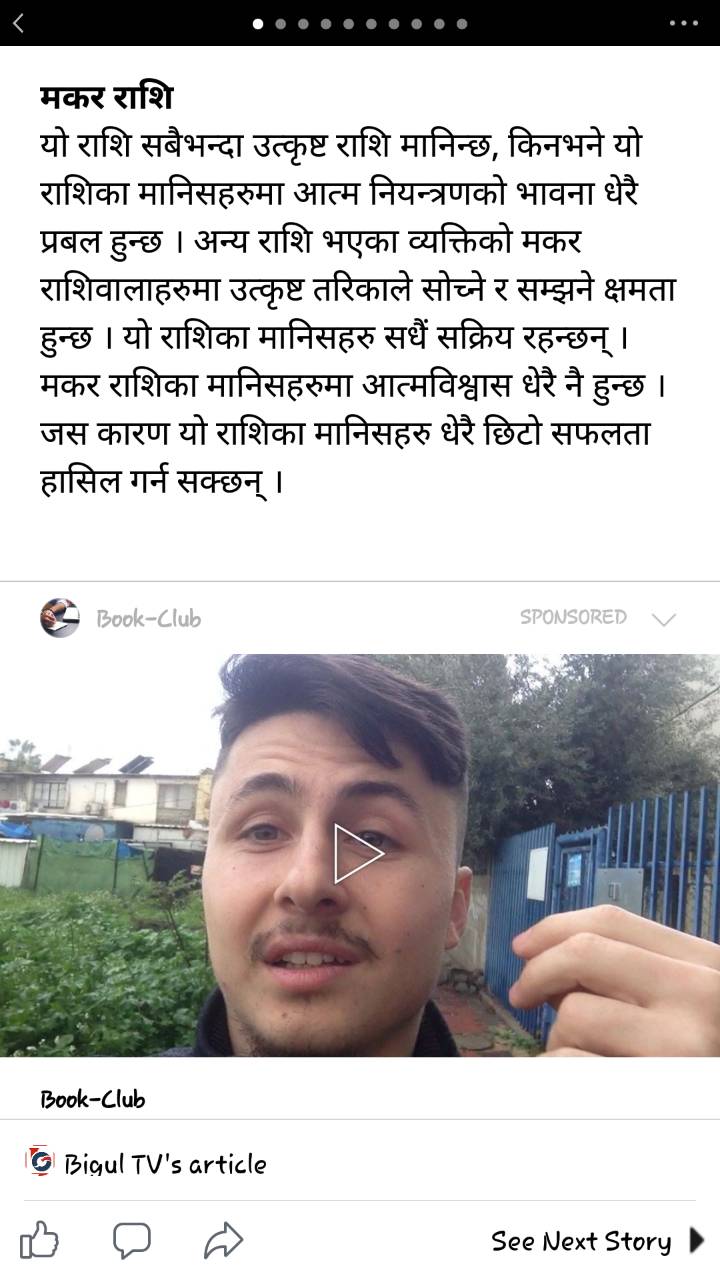 मकर राशि
यो राशि सबैभन्दा उत्कृष्ट राशि मानिन्छ, किनभने यो
राशिका मानिसहरुमा आत्म नियन्त्रणको भावना धेरै
प्रबल हुन्छ । अन्य राशि भएका व्यक्तिको मकर
राशिवालाहरुमा उत्कृष्ट तरिकाले सोच्ने र सम्झने क्षमता
हुन्छ । यो राशिका मानिसहरु सधैं सक्रिय रहन्छन् ।
मकर राशिका मानिसहरुमा आत्मविश्वास धेरै नै हुन्छ ।
जस कारण यो राशिका मानिसहरु धेरै छिटो सफलता
हासिल गर्न सक्छन् ।
Book-Club SPONSORED
Book-Club
Bigul TV's article
See Next Story